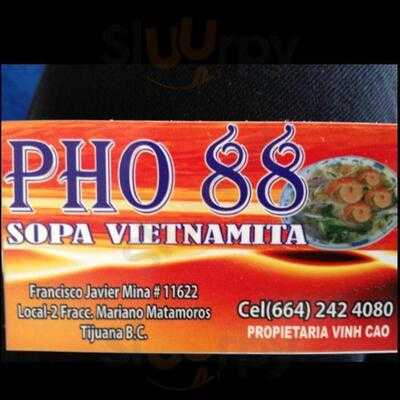 Sluurpy
PHO 88
SOPA VIETNAMITA
Francisco Javier Mina # 11622
Local-2 Fracc. Mariano Matamoros
Tijuana B.C.
Cel(664) 242 4080
PROPIETARIA VINH CAO